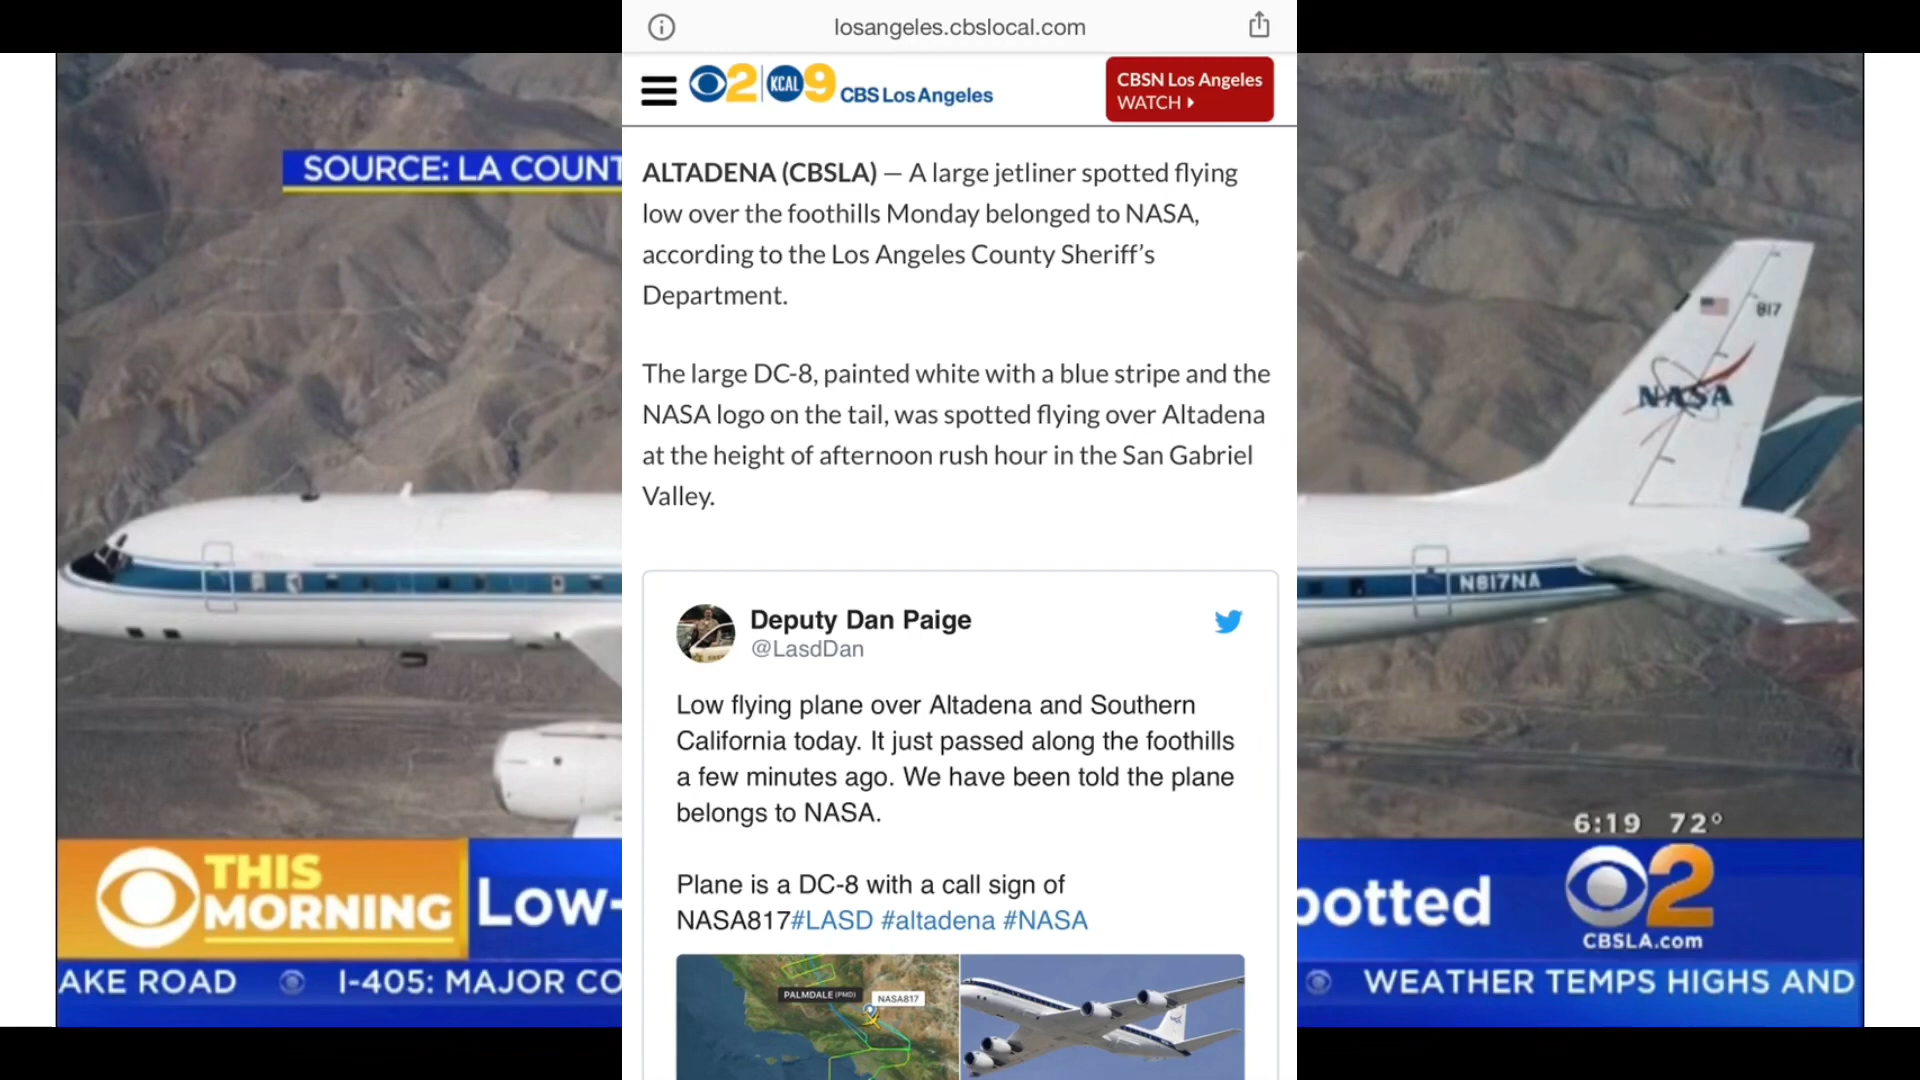 losangeles.cbslocal.com
2 KCAL 9 CBS Los Angeles
CBSN Los Angeles
WATCH
SOURCE: LA COUNT
ALTADENA (CBSLA) — A large jetliner spotted flying
low over the foothills Monday belonged to NASA,
according to the Los Angeles County Sheriff's
Department.
The large DC-8, painted white with a blue stripe and the
NASA logo on the tail, was spotted flying over Altadena
at the height of afternoon rush hour in the San Gabriel
Valley.
Deputy Dan Paige
@LasdDan
Low flying plane over Altadena and Southern
California today. It just passed along the foothills
a few minutes ago. We have been told the plane
belongs to NASA.
Plane is a DC-8 with a call sign of
NASA817#LASD #altadena #NASA
PALMDALE (PMD)
NASA817
817
NASA
N817NA
6:19 72°
THIS
MORNING
Low-
potted
2
CBSLA.com
AKE ROAD
I-405: MAJOR CO
WEATHER TEMPS HIGHS AND